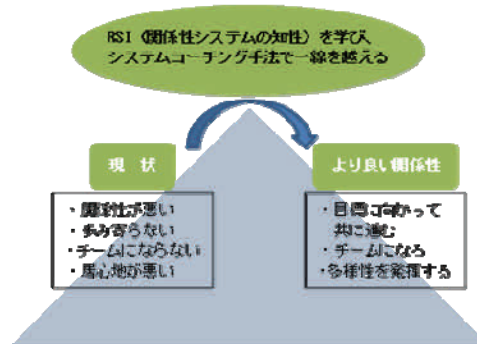 RSI（関係性システムの知性）を学び、
システムコーチング手法で一線を越える
現　状
より良い関係性
・関係性が悪い
・歩み寄らない
・チームにならない
・居心地が悪い
・目標に向かって
共に進む
・チームになる
・多様性を発揮する